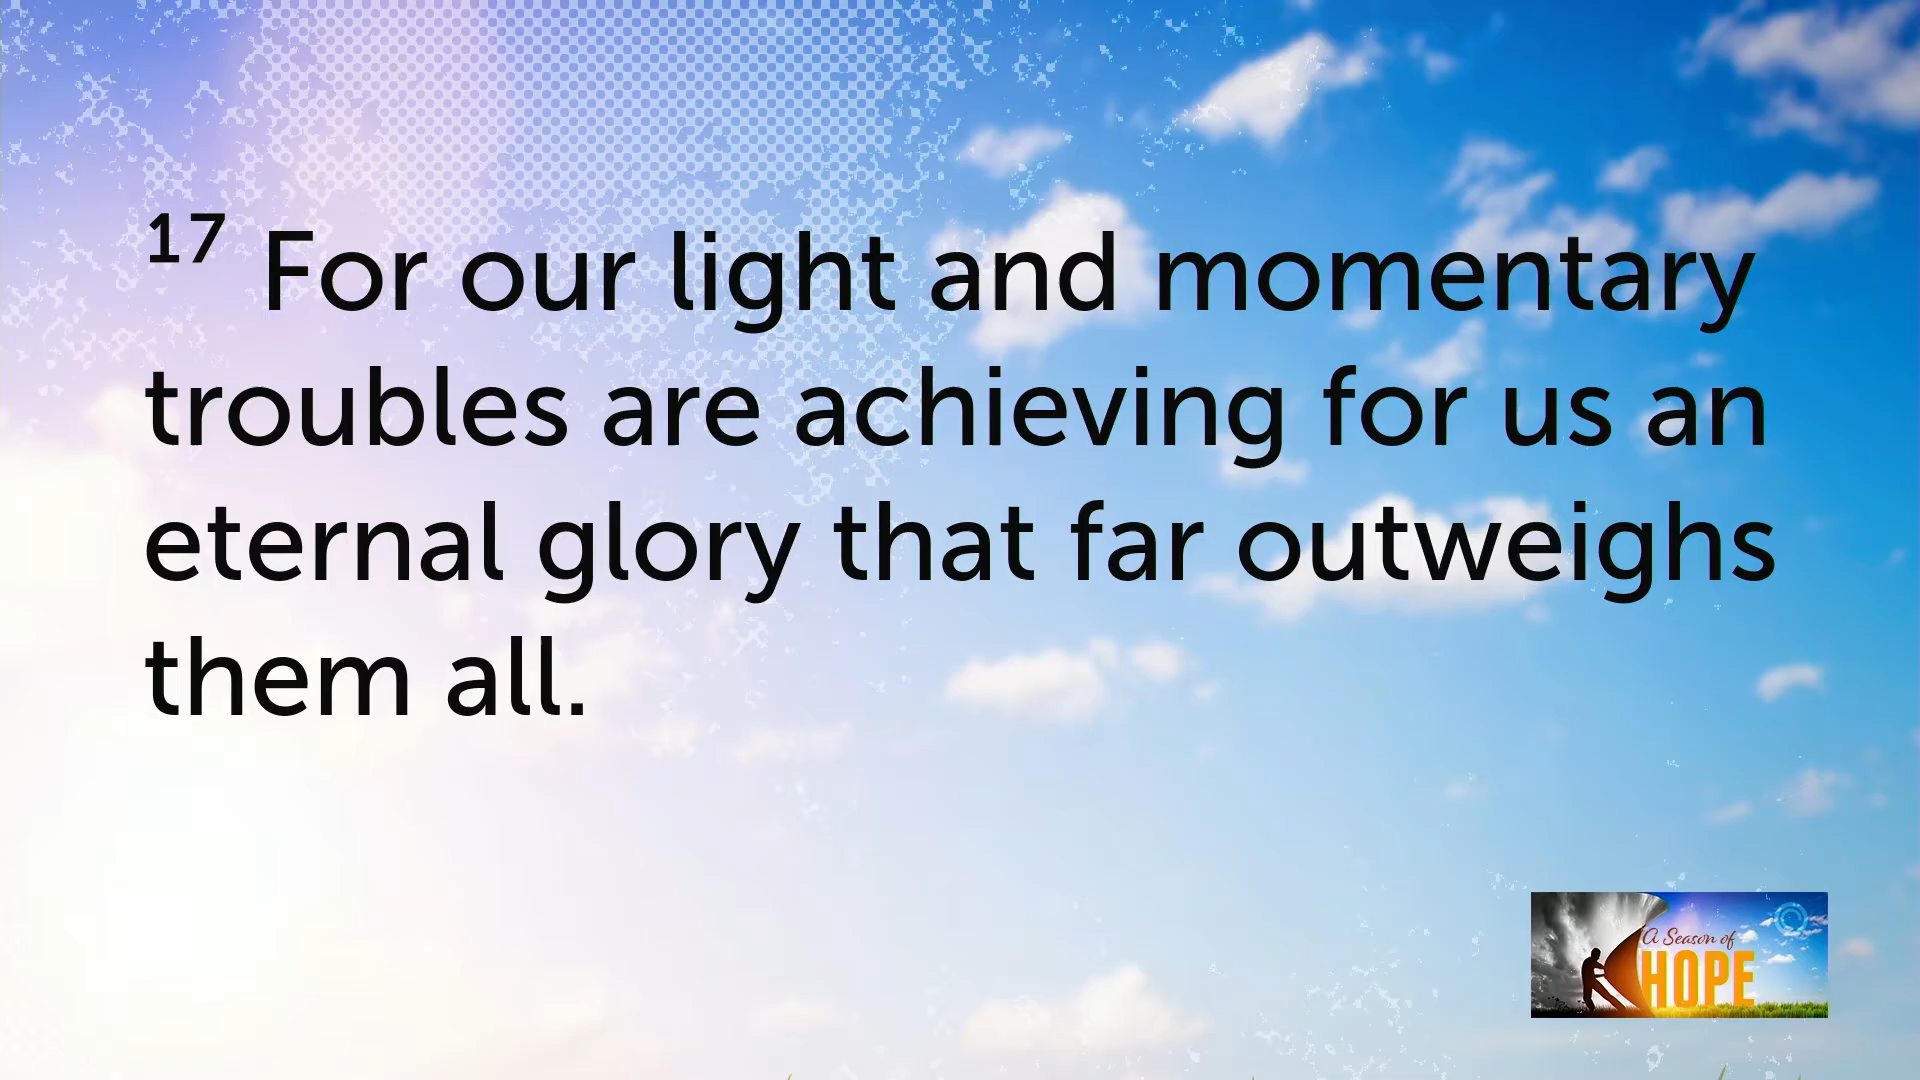 17 For our light and momentary
troubles are achieving for us an
eternal glory that far outweighs
them all.
A Season of
HOPE